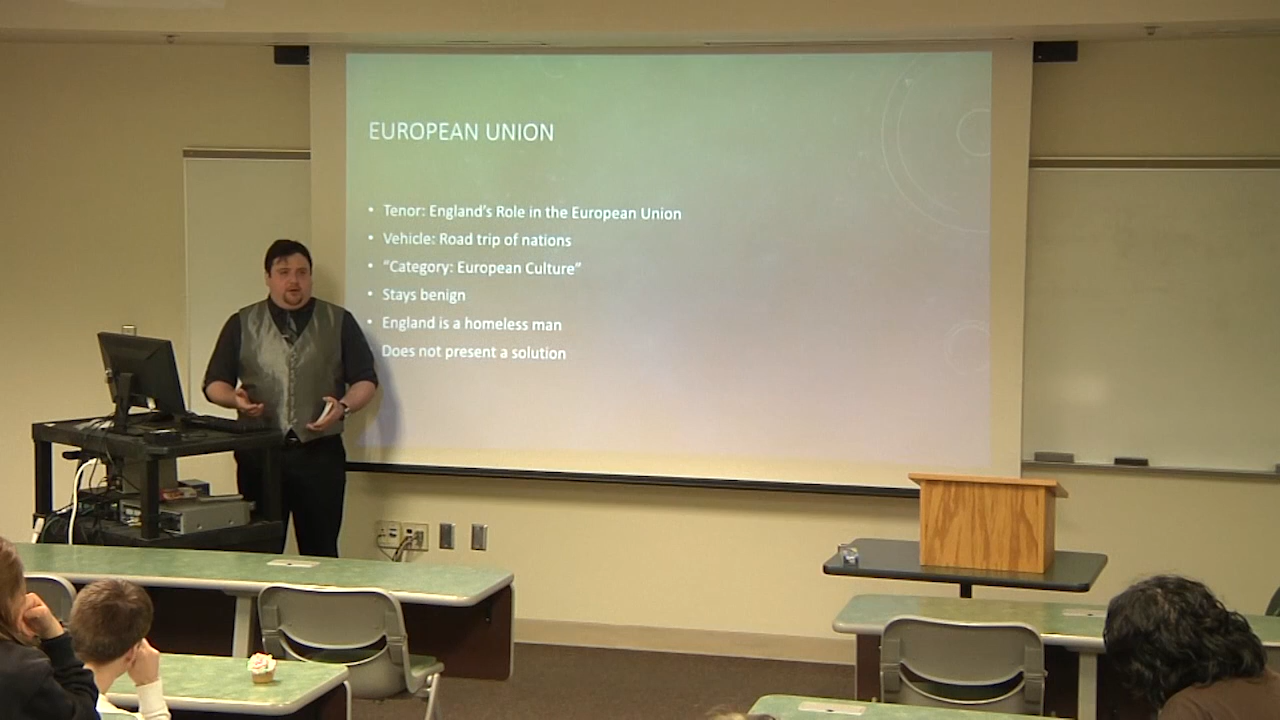 EUROPEAN UNION
• Tenor: England's Role in the European Union
• Vehicle: Road trip of nations
• "Category: European Culture"
• Stays benign
• England is a homeless man
Does not present a solution